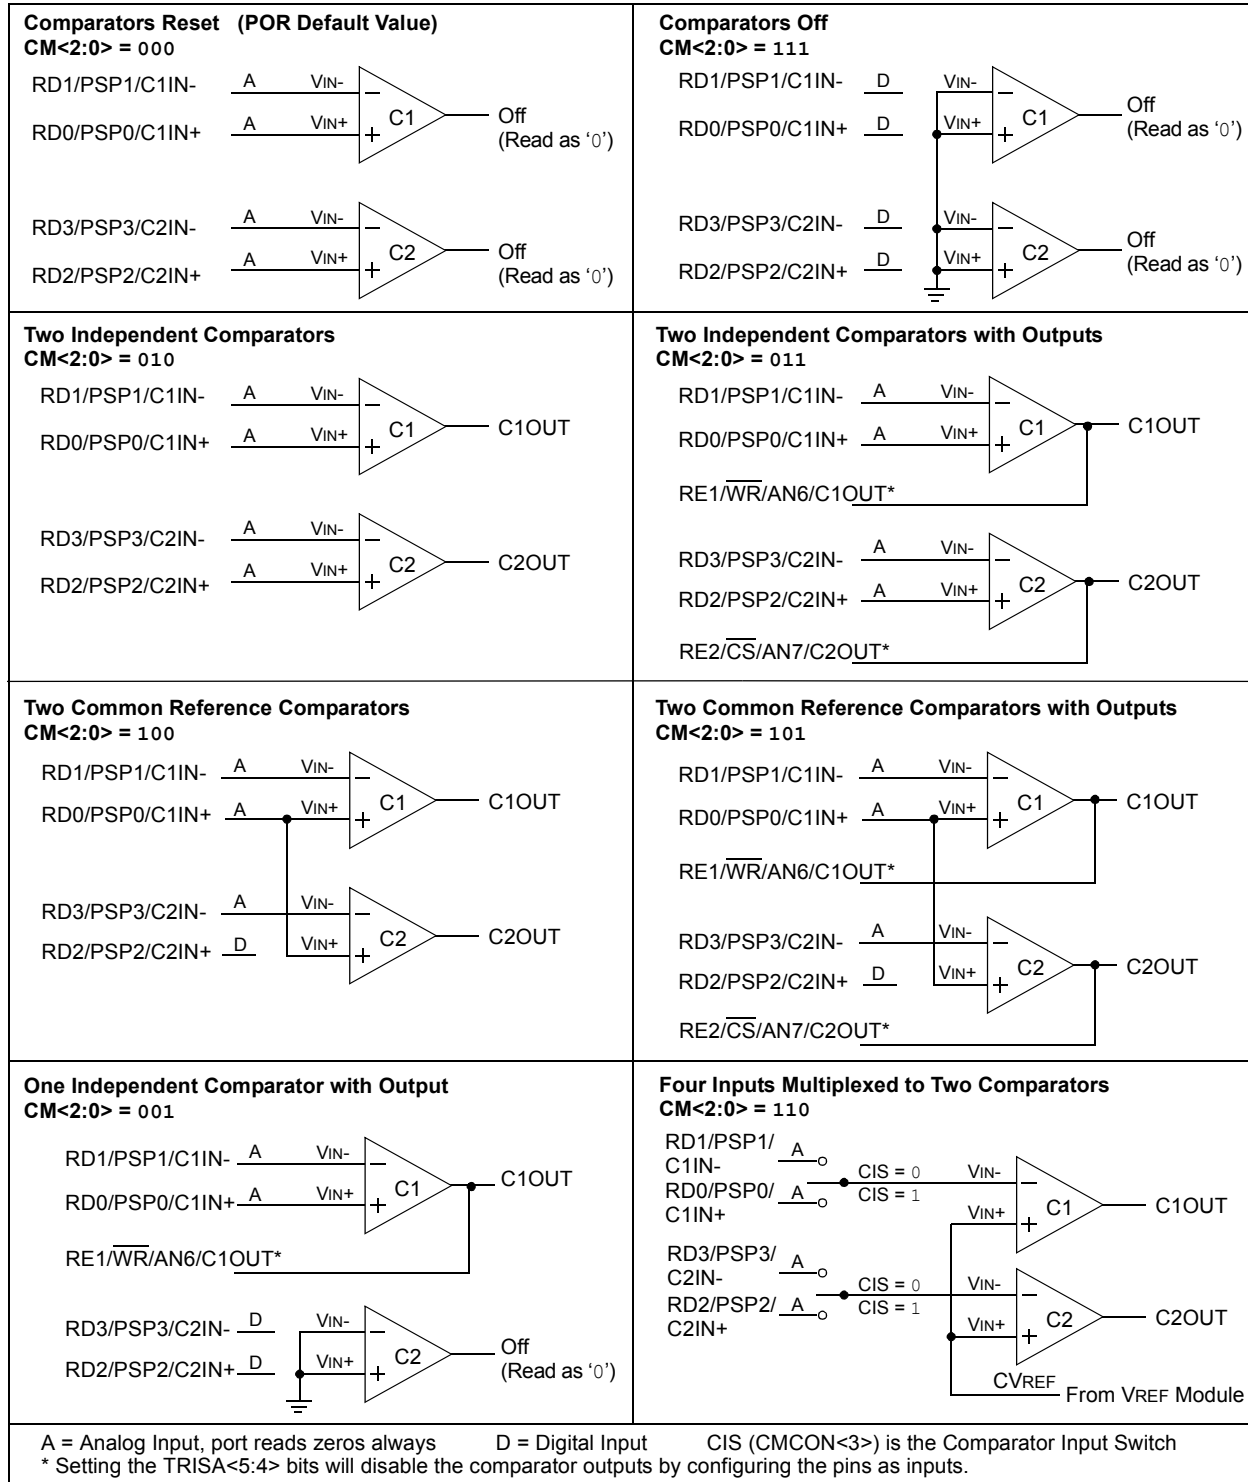 Comparators Reset (POR Default Value)
CM<2:0> = 000
RD1/PSP1/C1IN- A VIN-
RD0/PSP0/C1IN+ A VIN+
C1
Off
(Read as ‘0’)
RD3/PSP3/C2IN- A VIN-
RD2/PSP2/C2IN+ A VIN+
C2
Off
(Read as ‘0’)
Comparators Off
CM<2:0> = 111
RD1/PSP1/C1IN- D VIN-
RD0/PSP0/C1IN+ D VIN+
C1
Off
(Read as ‘0’)
RD3/PSP3/C2IN- D VIN-
RD2/PSP2/C2IN+ D VIN+
C2
Off
(Read as ‘0’)
Two Independent Comparators
CM<2:0> = 010
RD1/PSP1/C1IN- A VIN-
RD0/PSP0/C1IN+ A VIN+
C1
C1OUT
RD3/PSP3/C2IN- A VIN-
RD2/PSP2/C2IN+ A VIN+
C2
C2OUT
Two Independent Comparators with Outputs
CM<2:0> = 011
RD1/PSP1/C1IN- A VIN-
RD0/PSP0/C1IN+ A VIN+
C1
C1OUT
RE1/WR/AN6/C1OUT*
RD3/PSP3/C2IN- A VIN-
RD2/PSP2/C2IN+ A VIN+
C2
C2OUT
RE2/CS/AN7/C2OUT*
Two Common Reference Comparators
CM<2:0> = 100
RD1/PSP1/C1IN- A VIN-
RD0/PSP0/C1IN+ A VIN+
C1
C1OUT
RD3/PSP3/C2IN- A VIN-
RD2/PSP2/C2IN+ D VIN+
C2
C2OUT
Two Common Reference Comparators with Outputs
CM<2:0> = 101
RD1/PSP1/C1IN- A VIN-
RD0/PSP0/C1IN+ A VIN+
C1
C1OUT
RE1/WR/AN6/C1OUT*
RD3/PSP3/C2IN- A VIN-
RD2/PSP2/C2IN+ D VIN+
C2
C2OUT
RE2/CS/AN7/C2OUT*
One Independent Comparator with Output
CM<2:0> = 001
RD1/PSP1/C1IN- A VIN-
RD0/PSP0/C1IN+ A VIN+
C1
C1OUT
RE1/WR/AN6/C1OUT*
RD3/PSP3/C2IN- D VIN-
RD2/PSP2/C2IN+ D VIN+
C2
Off
(Read as ‘0’)
Four Inputs Multiplexed to Two Comparators
CM<2:0> = 110
RD1/PSP1/
C1IN-
A
RD0/PSP0/
C1IN+
A
CIS = 0
CIS = 1
VIN-
VIN+
C1
C1OUT
RD3/PSP3/
C2IN-
A
RD2/PSP2/
C2IN+
A
CIS = 0
CIS = 1
VIN-
VIN+
C2
C2OUT
CVREF
From VREF Module
A = Analog Input, port reads zeros always D = Digital Input CIS (CMCON<3>) is the Comparator Input Switch
* Setting the TRISA<5:4> bits will disable the comparator outputs by configuring the pins as inputs.